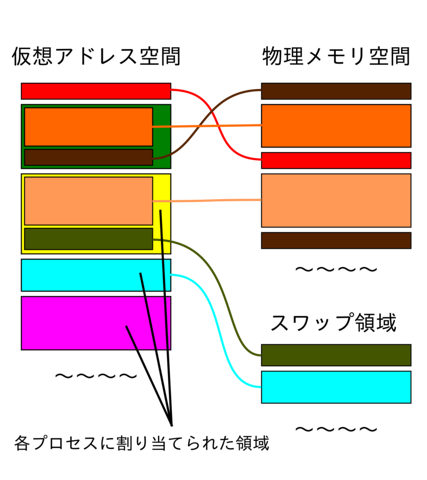 仮想アドレス空間
物理メモリ空間
〜〜〜〜
スワップ領域
〜〜〜〜
〜〜〜〜
各プロセスに割り当てられた領域